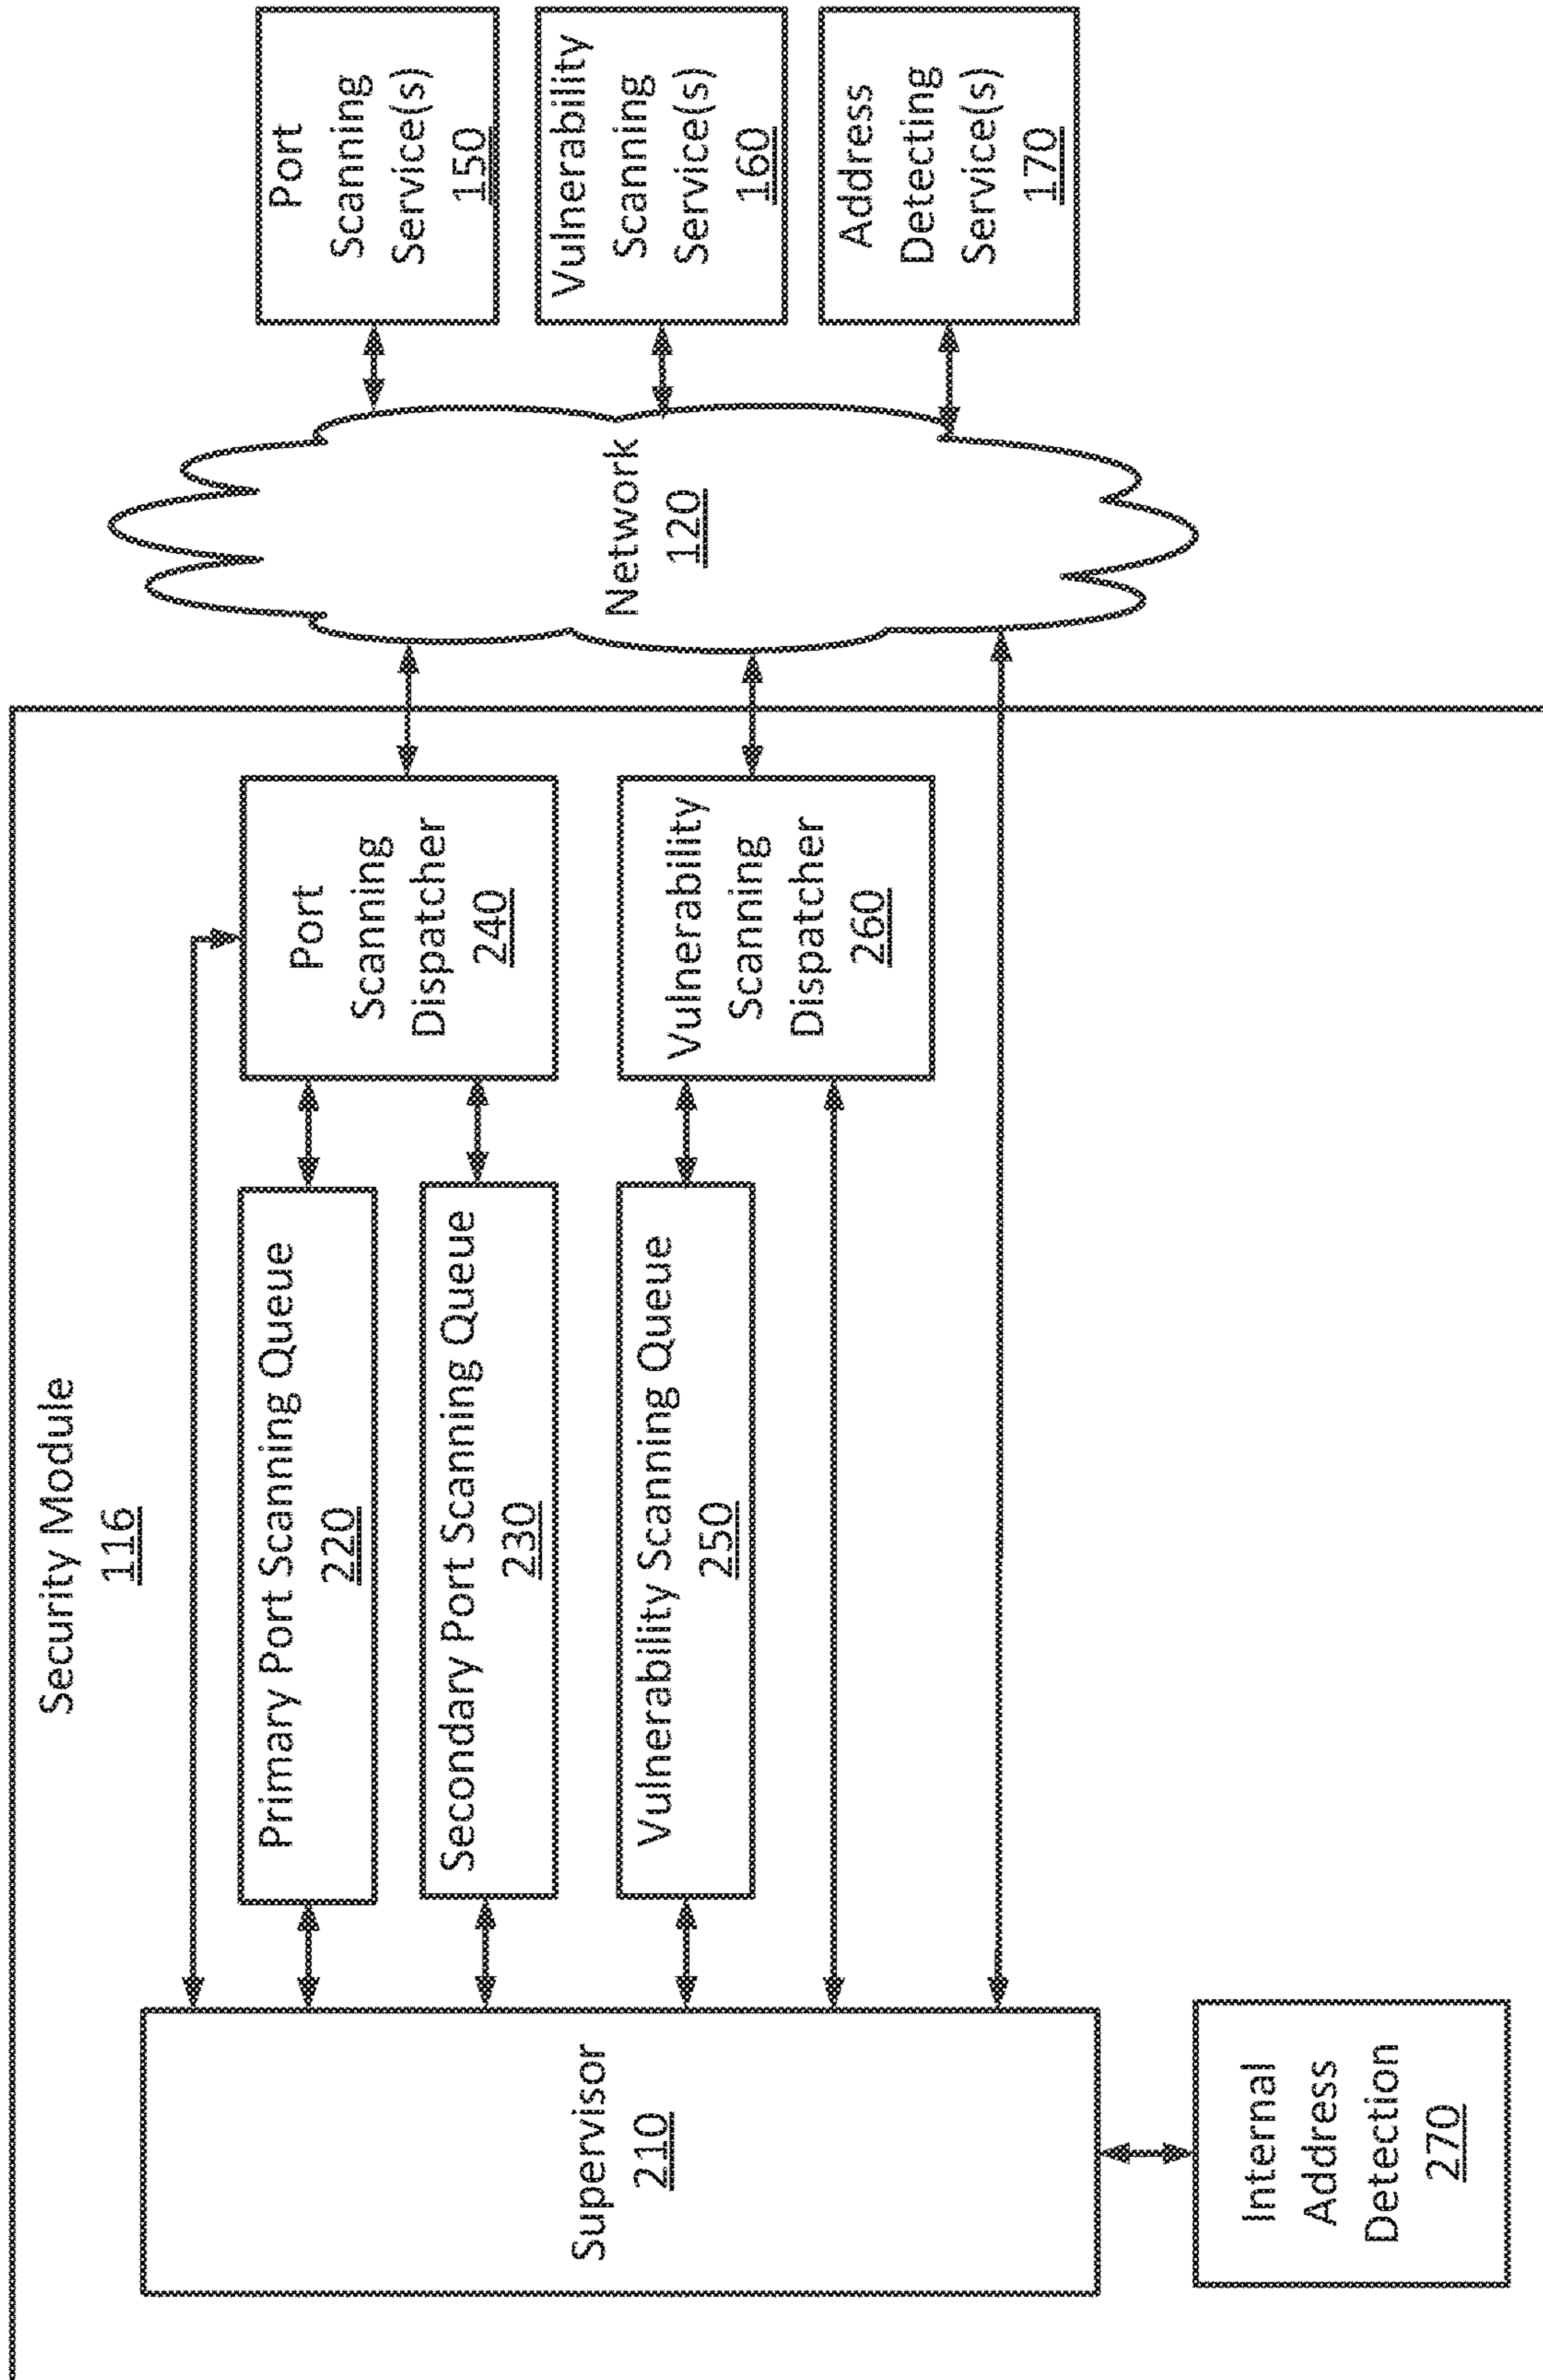 Security Module
116
Supervisor
210
Primary Port Scanning Queue
220
Secondary Port Scanning Queue
230
Vulnerability Scanning Queue
250
Internal
Address
Detection
270
Port
Scanning
Dispatcher
240
Vulnerability
Scanning
Dispatcher
260
Network
120
Port
Scanning
Service(s)
150
Vulnerability
Scanning
Service(s)
160
Address
Detecting
Service(s)
170